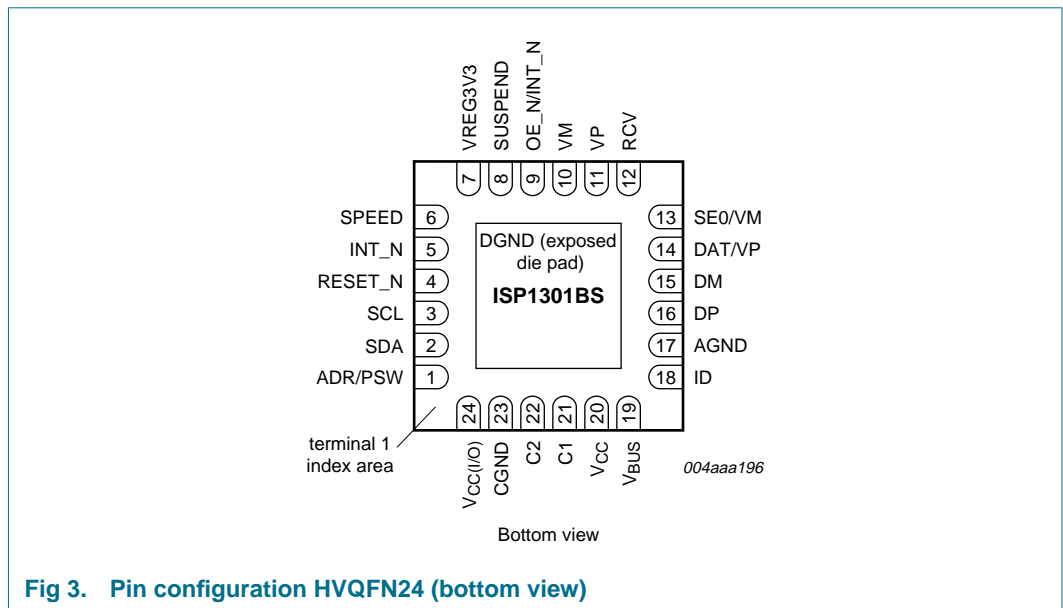 VREG3V3
SUSPEND
OE_N/INT_N
VM
VP
RCV
7
8
9
10
11
12
SPEED 6
INT_N 5
RESET_N 4
SCL 3
SDA 2
ADR/PSW 1
DGND (exposed
die pad)
ISP1301BS
13 SE0/VM
14 DAT/VP
15 DM
16 DP
17 AGND
18 ID
24
23
22
21
20
19
terminal 1
index area
VCC(I/O)
CGND
C2
C1
VCC
VBUS
004aaa196
Bottom view
Fig 3. Pin configuration HVQFN24 (bottom view)